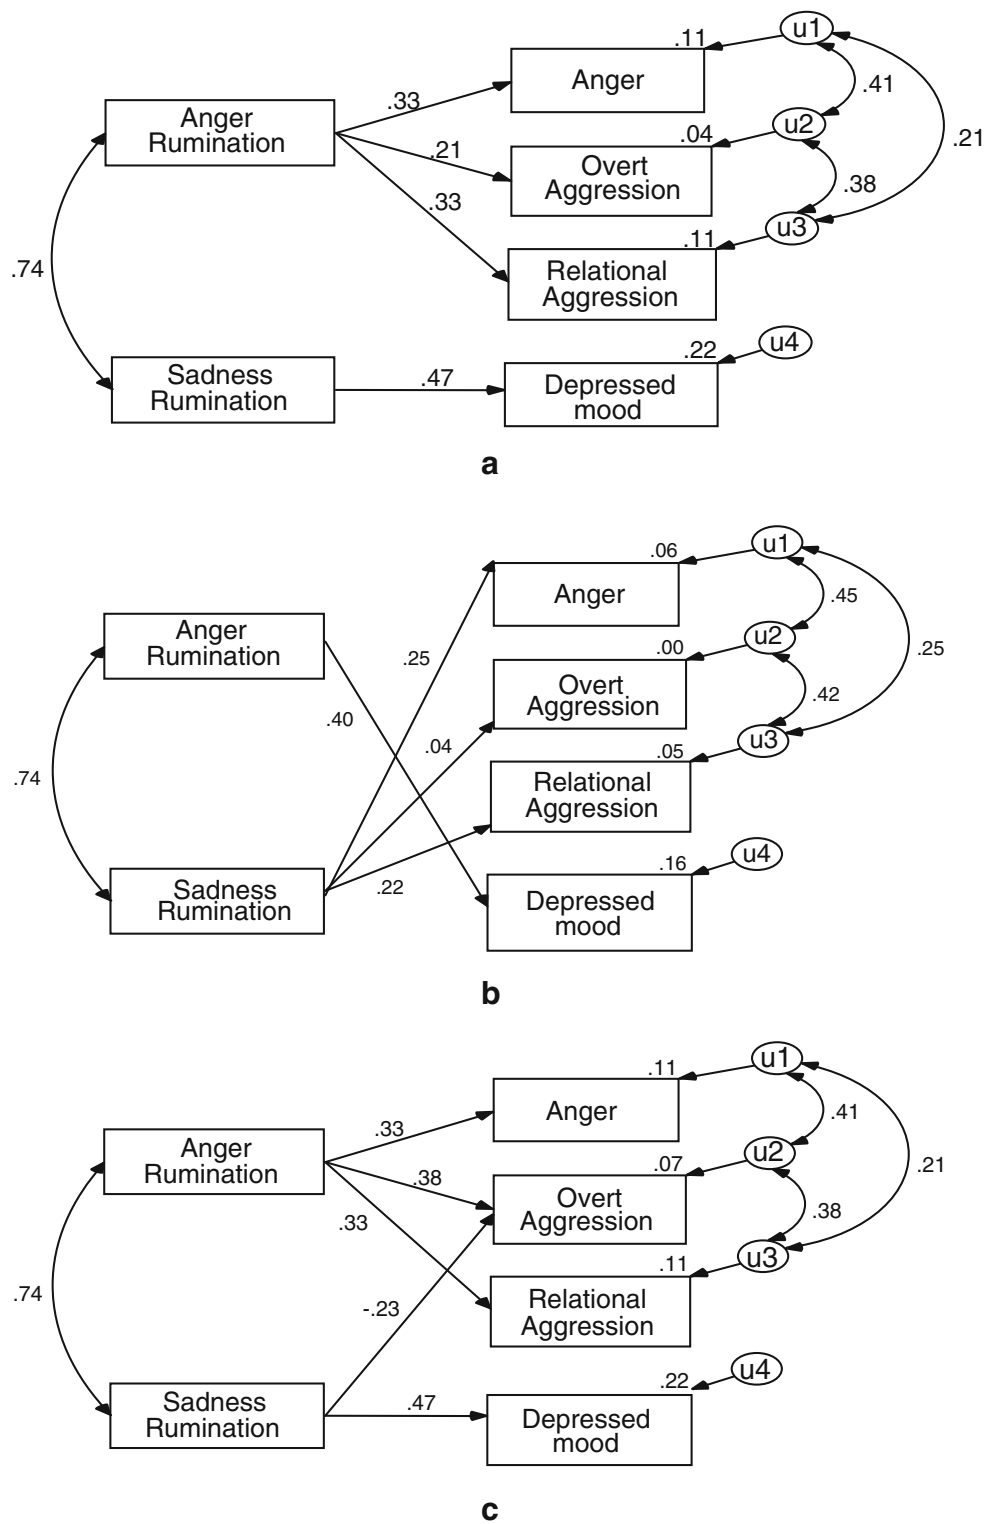 u1
.11
Anger
.33
.41
Anger
Rumination
u2
.04
.21
.21
Overt
Aggression
.38
.33
u3
.11
Relational
Aggression
.74
u4
.22
Sadness
Rumination
.47
Depressed
mood
a
u1
.06
Anger
.45
Anger
Rumination
u2
.00
.25
.25
Overt
Aggression
.42
.40
.04
u3
.05
Relational
Aggression
.74
u4
.16
.22
Sadness
Rumination
Depressed
mood
b
u1
.11
Anger
.41
.33
Anger
Rumination
u2
.07
.21
.38
Overt
Aggression
.38
.33
u3
.11
Relational
Aggression
.74
-.23
u4
.22
Sadness
Rumination
.47
Depressed
mood
c